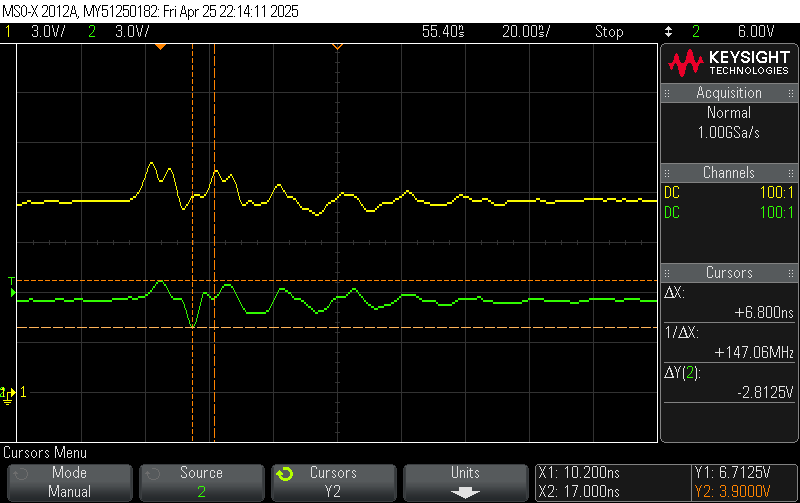 MSO-X 2012A, MY51250182: Fri Apr 25 22:14:11 2025
1 3.0V/ 2 3.0V/ 55.40s 20.00s/ Stop 2 6.00V
KEYSIGHT
TECHNOLOGIES
Acquisition
Normal
1.00GSa/s
Channels
DC 100:1
DC 100:1
Cursors
ΔX:
+6.800ns
1/ΔX:
+147.06MHz
ΔY(2):
-2.8125V
T
2
1
Cursors Menu
Mode
Manual
Source
2
Cursors
Y2
Units
X1: 10.200ns Y1: 6.7125V
X2: 17.000ns Y2: 3.9000V